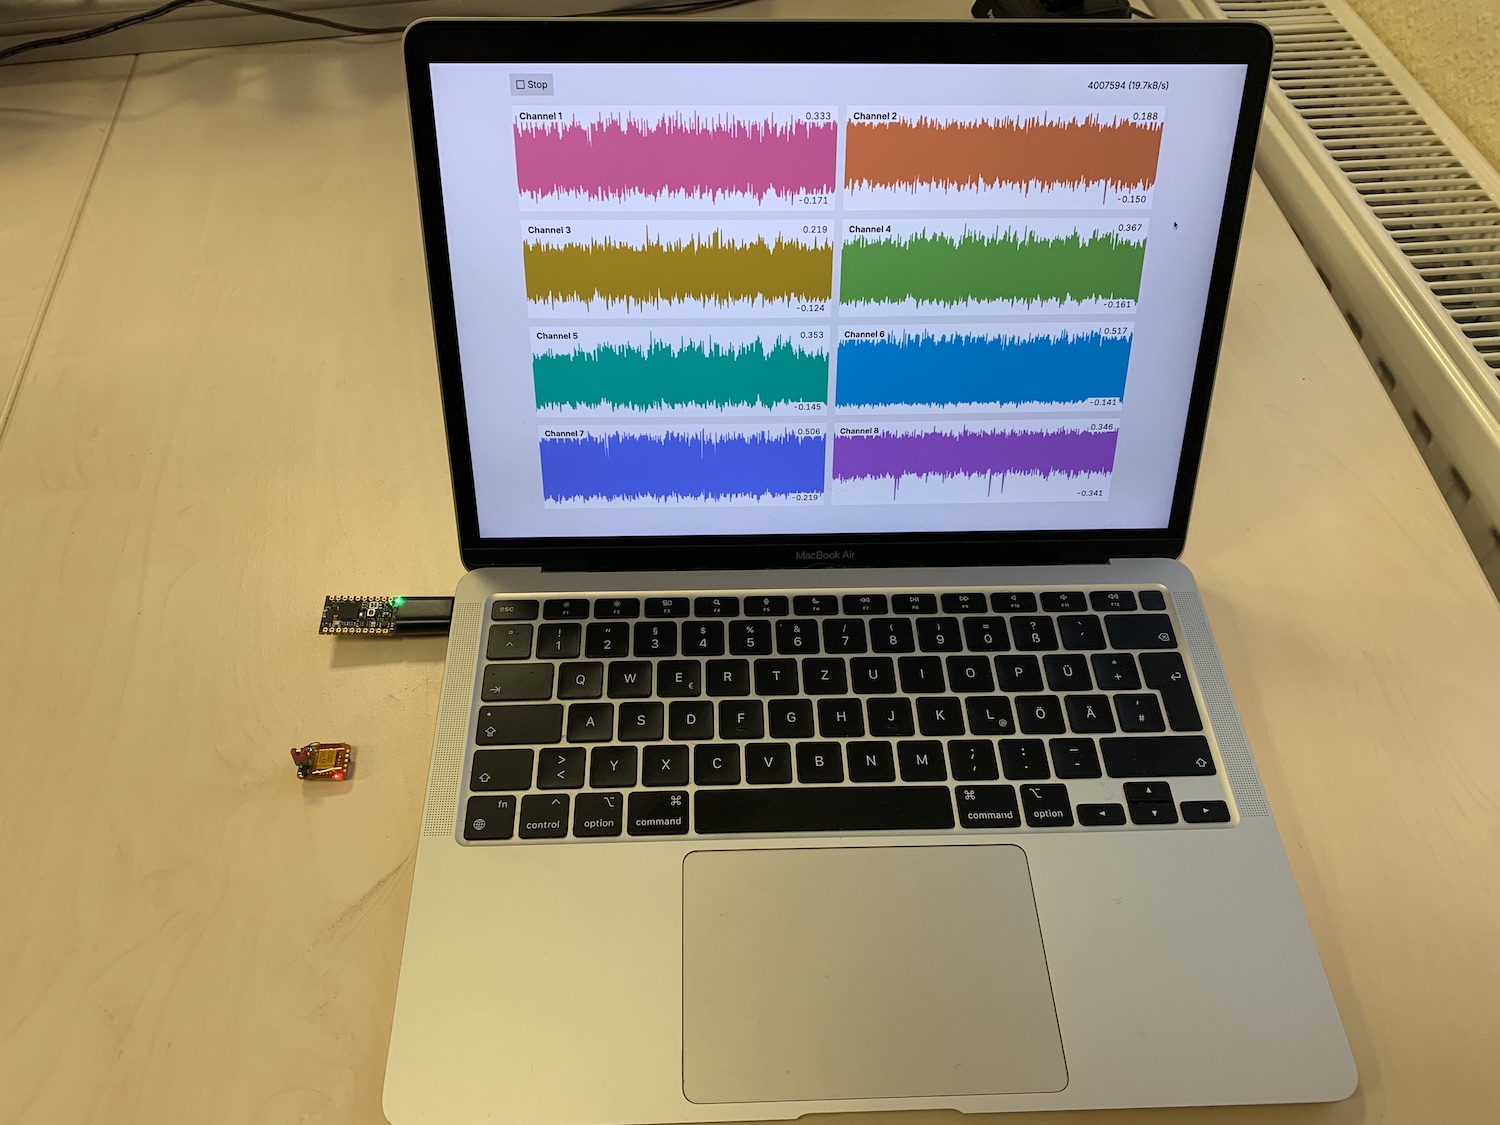 Stop
4007594 (19.7kB/s)
Channel 1 0.333
-0.171
Channel 2 0.188
-0.150
Channel 3 0.219
-0.124
Channel 4 0.367
-0.161
Channel 5 0.353
-0.145
Channel 6 0.517
-0.141
Channel 7 0.506
-0.219
Channel 8 0.346
-0.341
MacBook Air
esc F1 F2 F3 F4 F5 F6 F7 F8 F9 F10 F11 F12
° ! " § $ % & / ( ) = ? `
^ 1 2 3 4 5 6 7 8 9 0 ß ´
Q W E € R T Z U I O P Ü * +
A S D F G H J K L @ Ö Ä ' #
> < Y X C V B N M ; , : . _ -
fn control option command command option